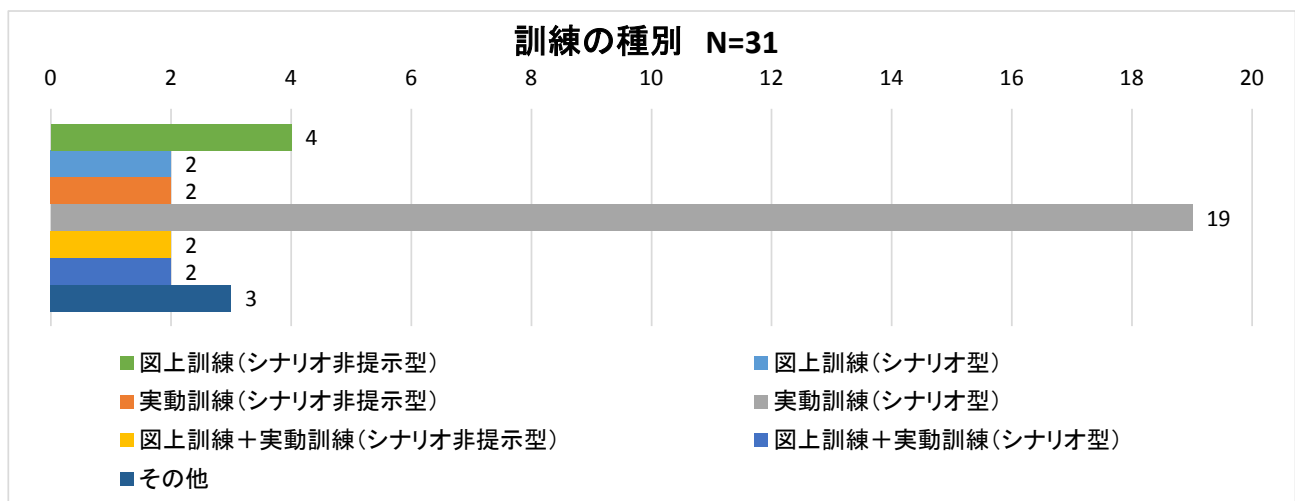 訓練の種別 N=31
0 2 4 6 8 10 12 14 16 18 20
4
2
2
19
2
2
3
図上訓練（シナリオ非提示型） 図上訓練（シナリオ型）
実動訓練（シナリオ非提示型） 実動訓練（シナリオ型）
図上訓練＋実動訓練（シナリオ非提示型） 図上訓練＋実動訓練（シナリオ型）
その他